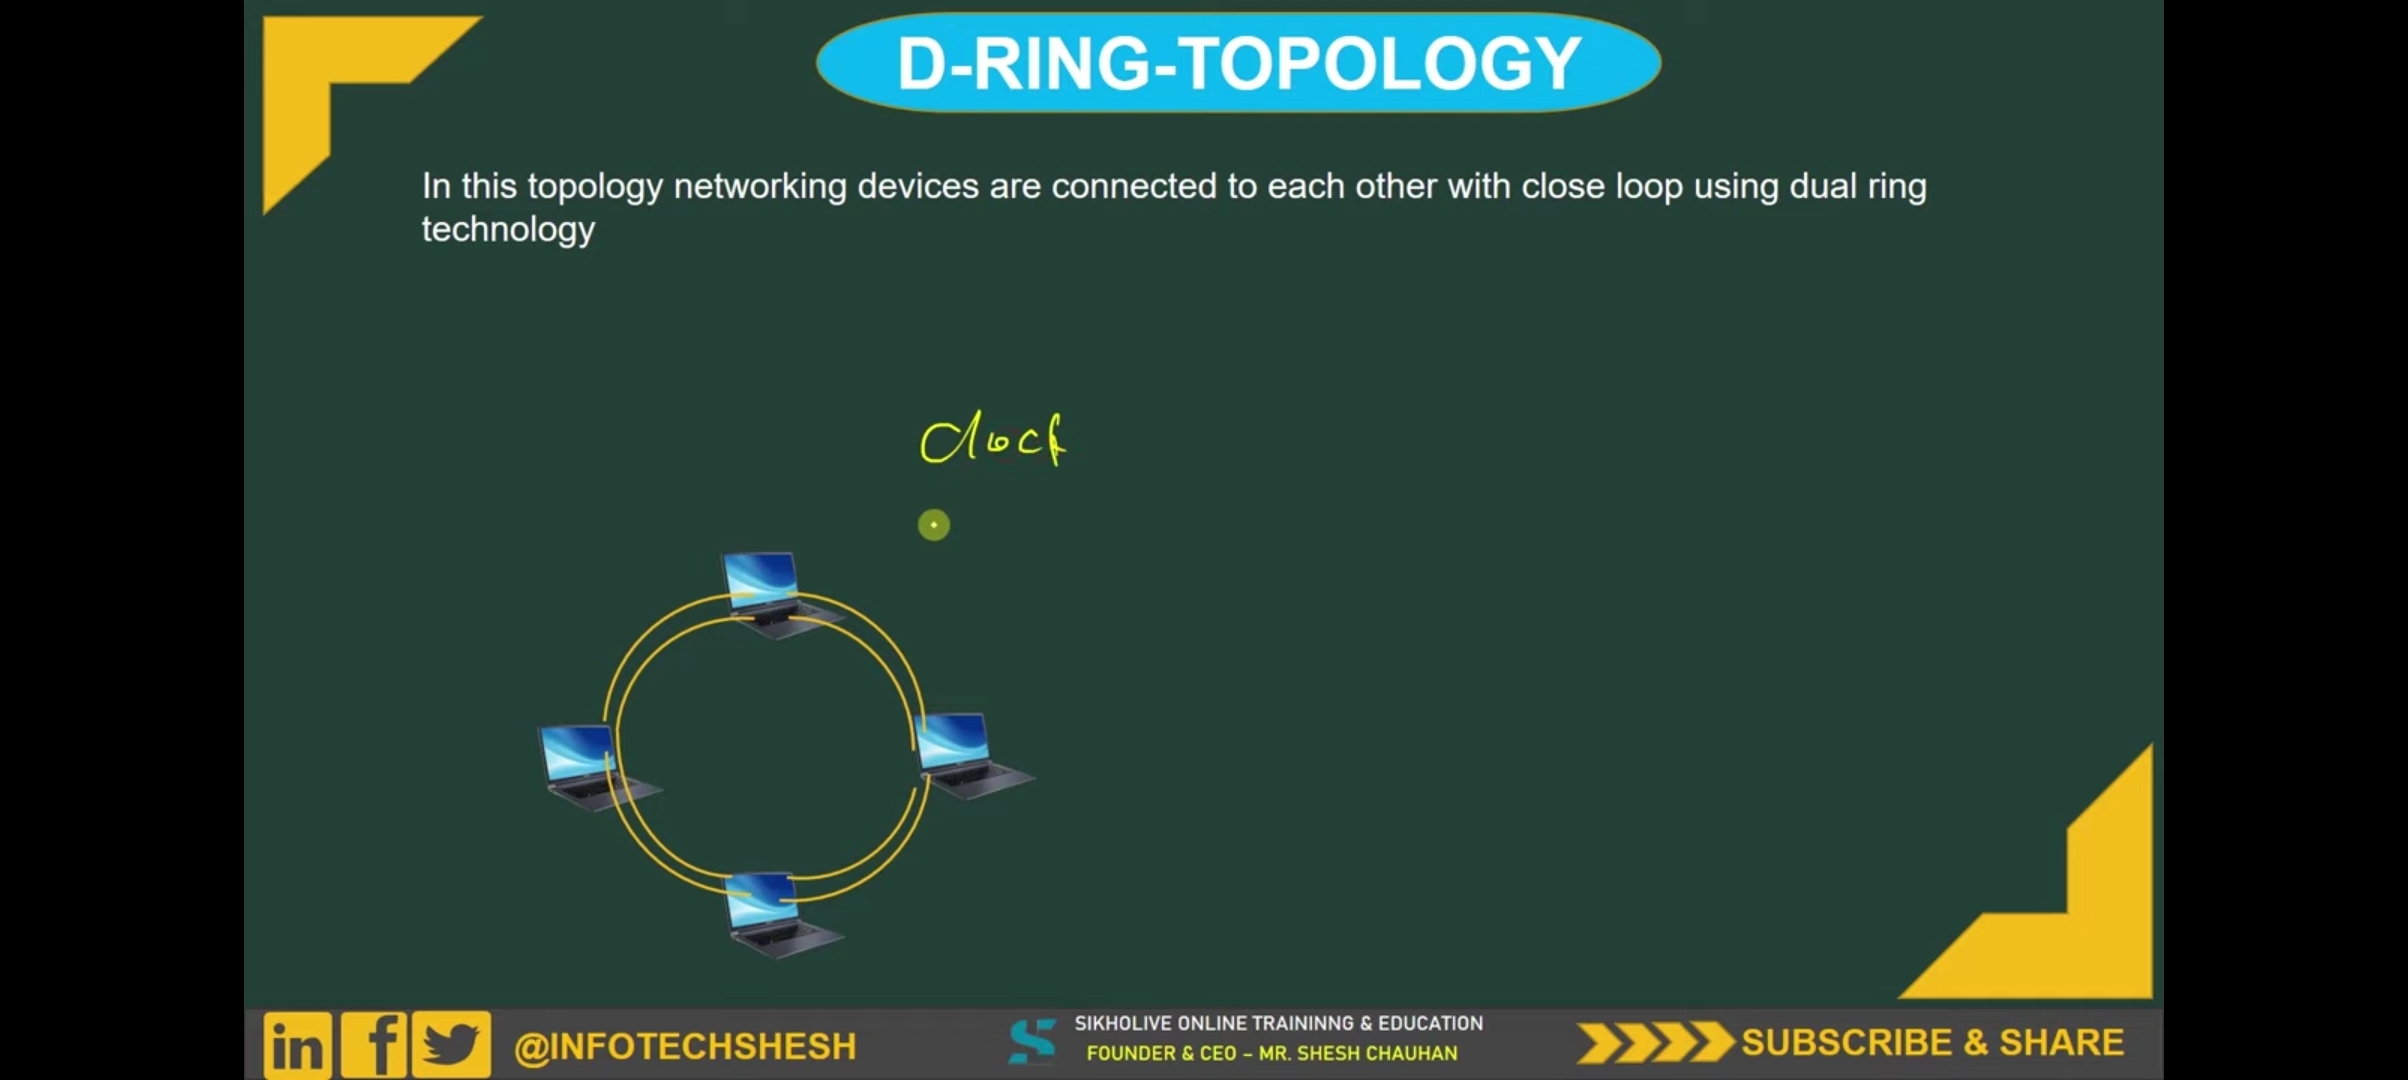 D-RING-TOPOLOGY
In this topology networking devices are connected to each other with close loop using dual ring
technology
Clock
in f
@INFOTECHSHESH
SIKHOLIVE ONLINE TRAININNG & EDUCATION
FOUNDER & CEO – MR. SHESH CHAUHAN
SUBSCRIBE & SHARE